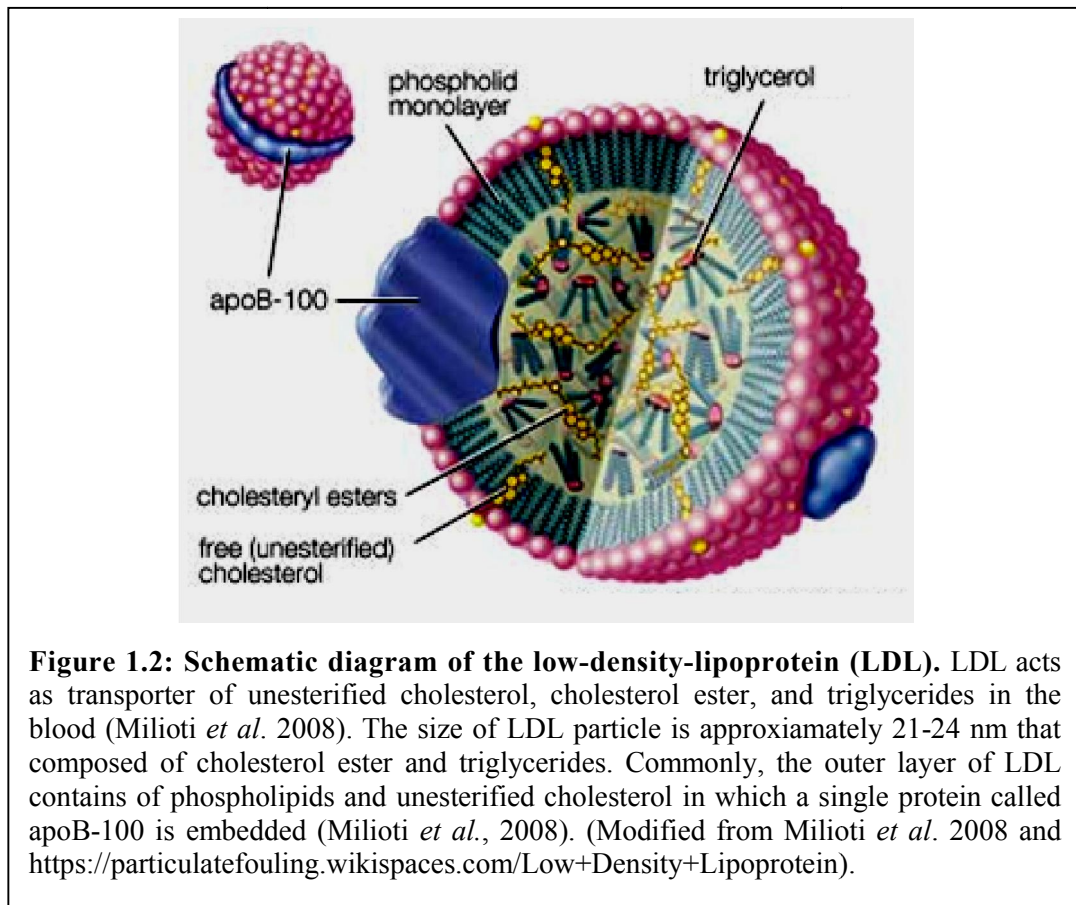 phospholid
monolayer
triglycerol
apoB-100
cholesteryl esters
free (unesterified)
cholesterol
Figure 1.2: Schematic diagram of the low-density-lipoprotein (LDL). LDL acts
as transporter of unesterified cholesterol, cholesterol ester, and triglycerides in the
blood (Milioti et al. 2008). The size of LDL particle is approxiamately 21-24 nm that
composed of cholesterol ester and triglycerides. Commonly, the outer layer of LDL
contains of phospholipids and unesterified cholesterol in which a single protein called
apoB-100 is embedded (Milioti et al., 2008). (Modified from Milioti et al. 2008 and
https://particulatefouling.wikispaces.com/Low+Density+Lipoprotein).